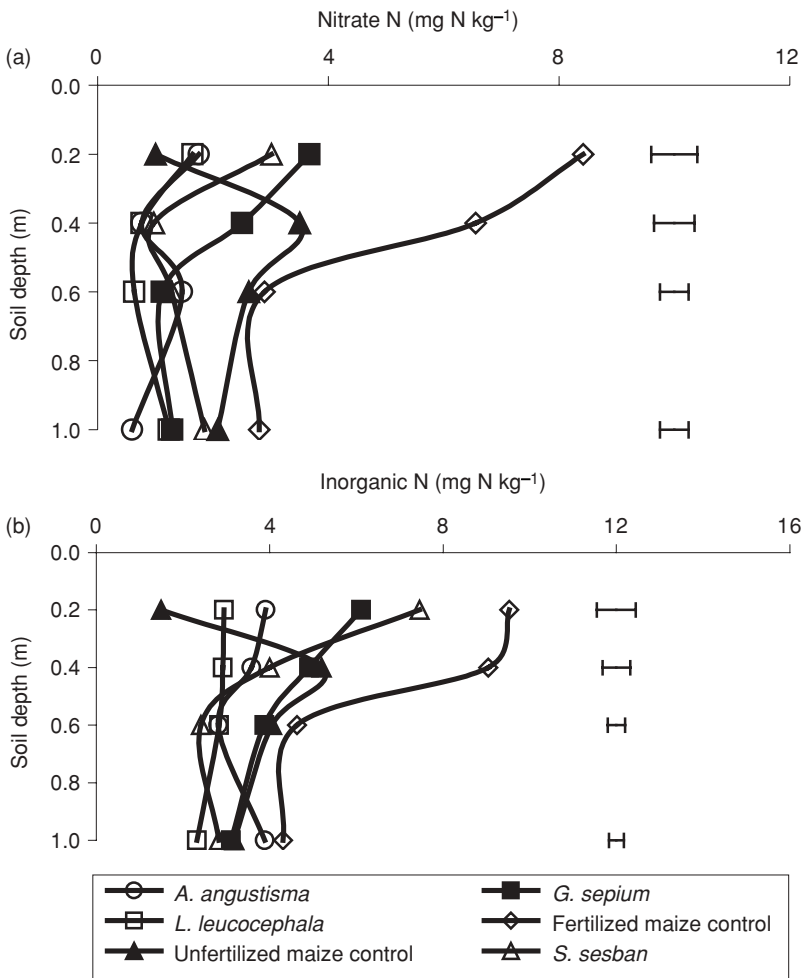 Nitrate N (mg N kg⁻¹)
(a)
0 4 8 12
0.0
0.2
0.4
0.6
0.8
1.0
Soil depth (m)
Inorganic N (mg N kg⁻¹)
(b)
0 4 8 12 16
0.0
0.2
0.4
0.6
0.8
1.0
Soil depth (m)
A. angustisma
L. leucocephala
Unfertilized maize control
G. sepium
Fertilized maize control
S. sesban